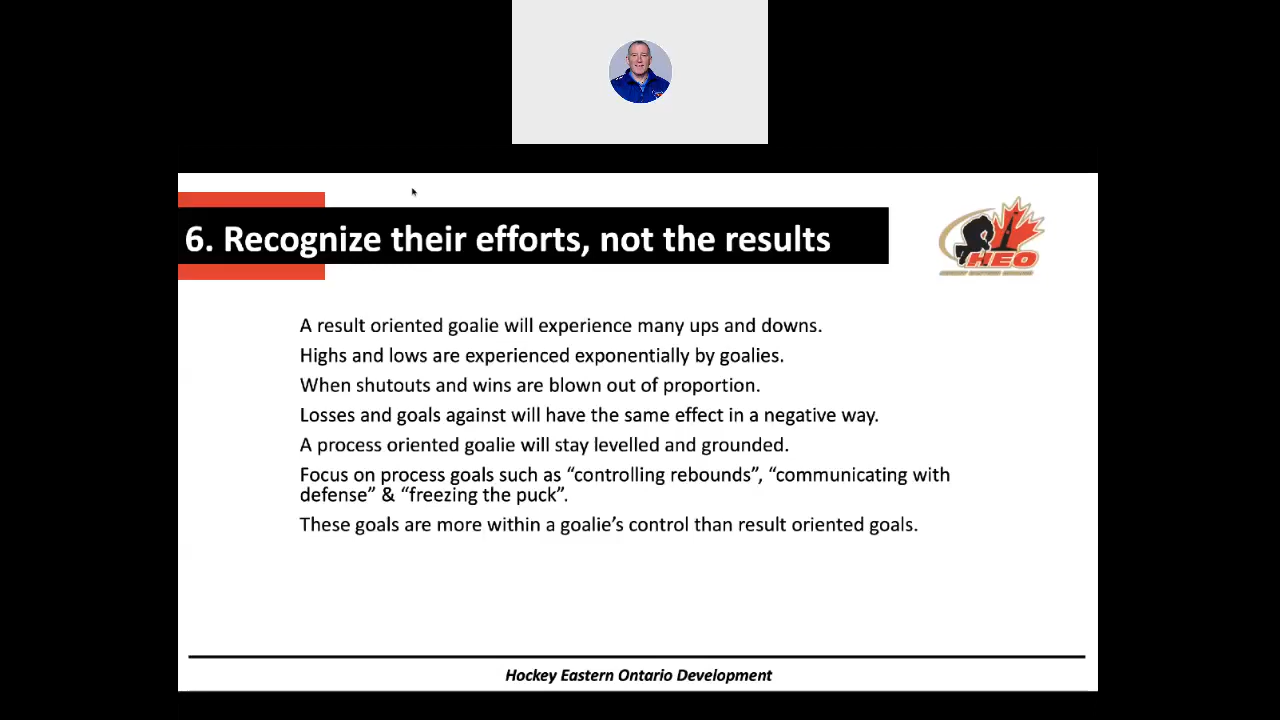 6. Recognize their efforts, not the results
HEO
A result oriented goalie will experience many ups and downs.
Highs and lows are experienced exponentially by goalies.
When shutouts and wins are blown out of proportion.
Losses and goals against will have the same effect in a negative way.
A process oriented goalie will stay levelled and grounded.
Focus on process goals such as “controlling rebounds”, “communicating with
defense” & “freezing the puck”.
These goals are more within a goalie’s control than result oriented goals.
Hockey Eastern Ontario Development